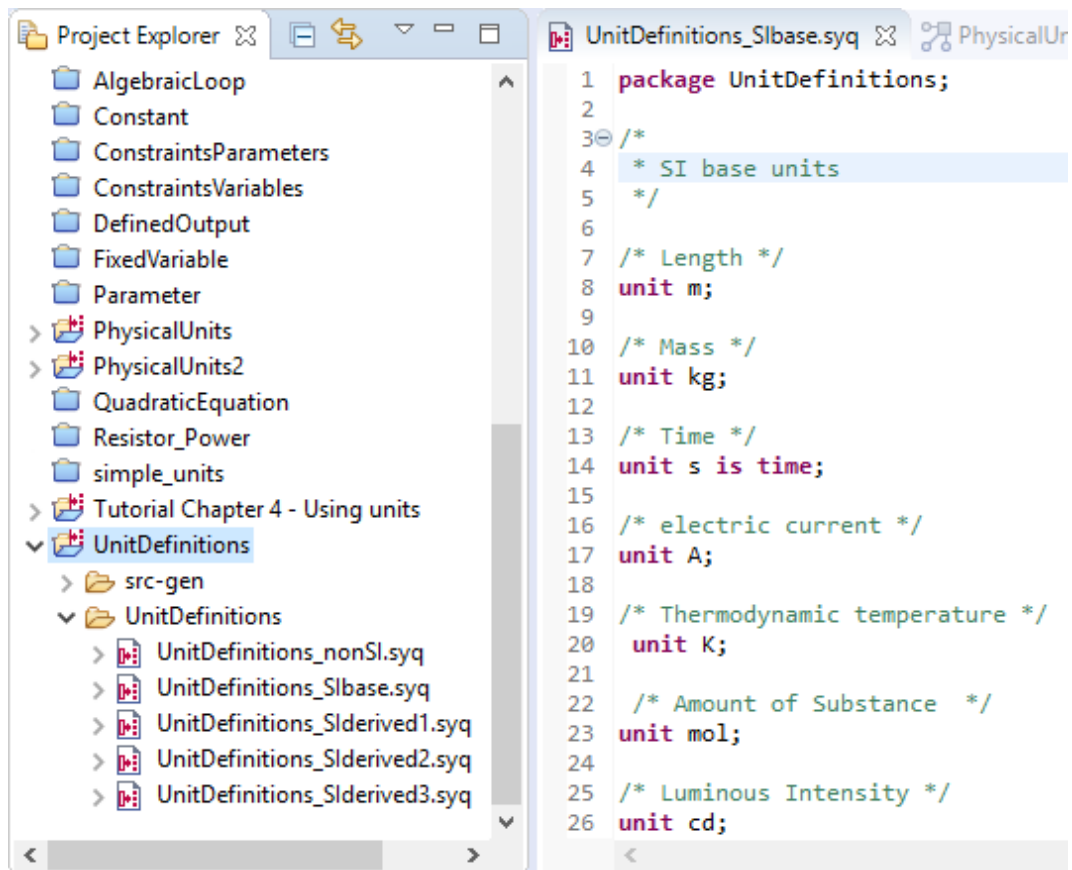 Project Explorer
AlgebraicLoop
Constant
ConstraintsParameters
ConstraintsVariables
DefinedOutput
FixedVariable
Parameter
PhysicalUnits
PhysicalUnits2
QuadraticEquation
Resistor_Power
simple_units
Tutorial Chapter 4 - Using units
UnitDefinitions
src-gen
UnitDefinitions
UnitDefinitions_nonSI.syq
UnitDefinitions_SIbase.syq
UnitDefinitions_SIderived1.syq
UnitDefinitions_SIderived2.syq
UnitDefinitions_SIderived3.syq
UnitDefinitions_SIbase.syq PhysicalUn
1 package UnitDefinitions;
2
3 /*
4  * SI base units
5  */
6
7 /* Length */
8 unit m;
9
10 /* Mass */
11 unit kg;
12
13 /* Time */
14 unit s is time;
15
16 /* electric current */
17 unit A;
18
19 /* Thermodynamic temperature */
20  unit K;
21
22  /* Amount of Substance  */
23 unit mol;
24
25 /* Luminous Intensity */
26 unit cd;